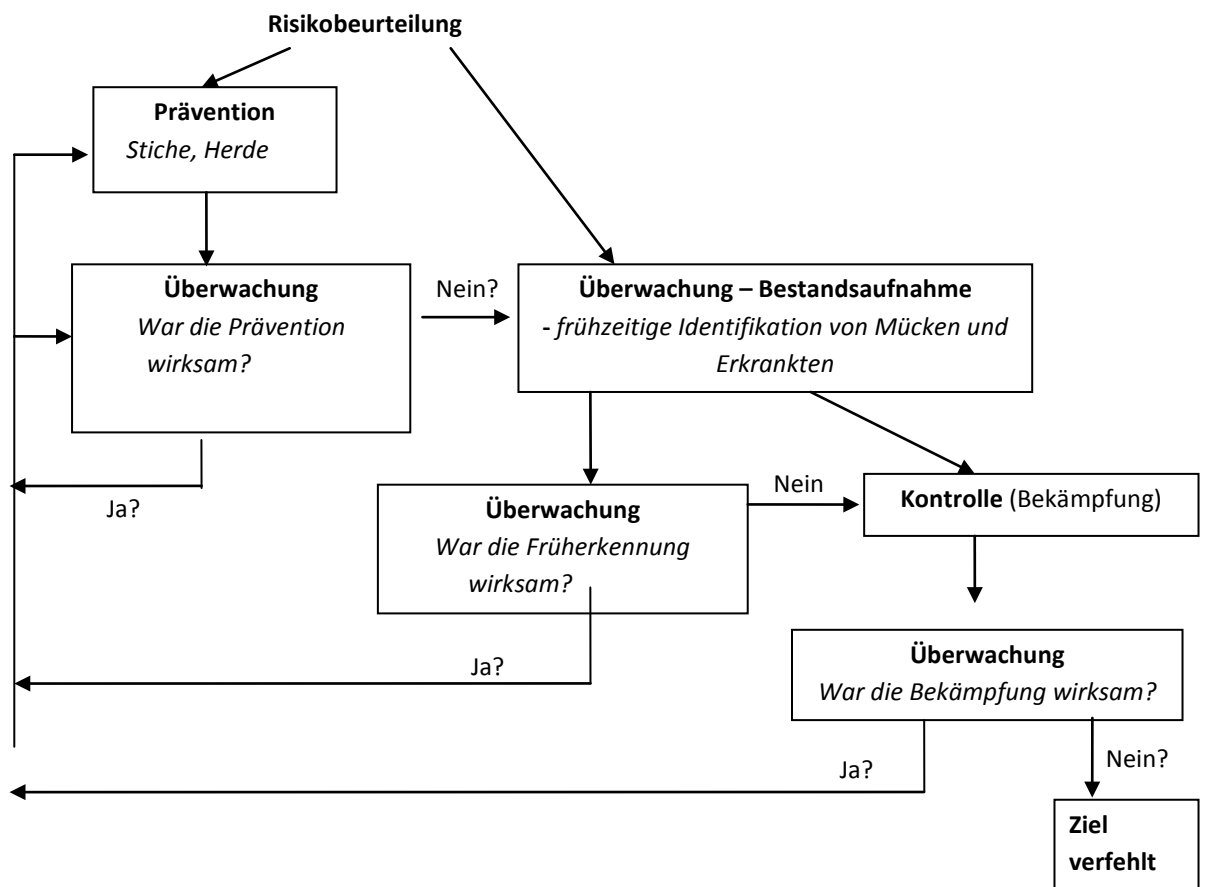 Risikobeurteilung
Prävention
Stiche, Herde
Überwachung
War die Prävention
wirksam?
Nein?
Überwachung – Bestandsaufnahme
- frühzeitige Identifikation von Mücken und
Erkrankten
Ja?
Überwachung
War die Früherkennung
wirksam?
Nein
Kontrolle (Bekämpfung)
Ja?
Überwachung
War die Bekämpfung wirksam?
Ja?
Nein?
Ziel
verfehlt